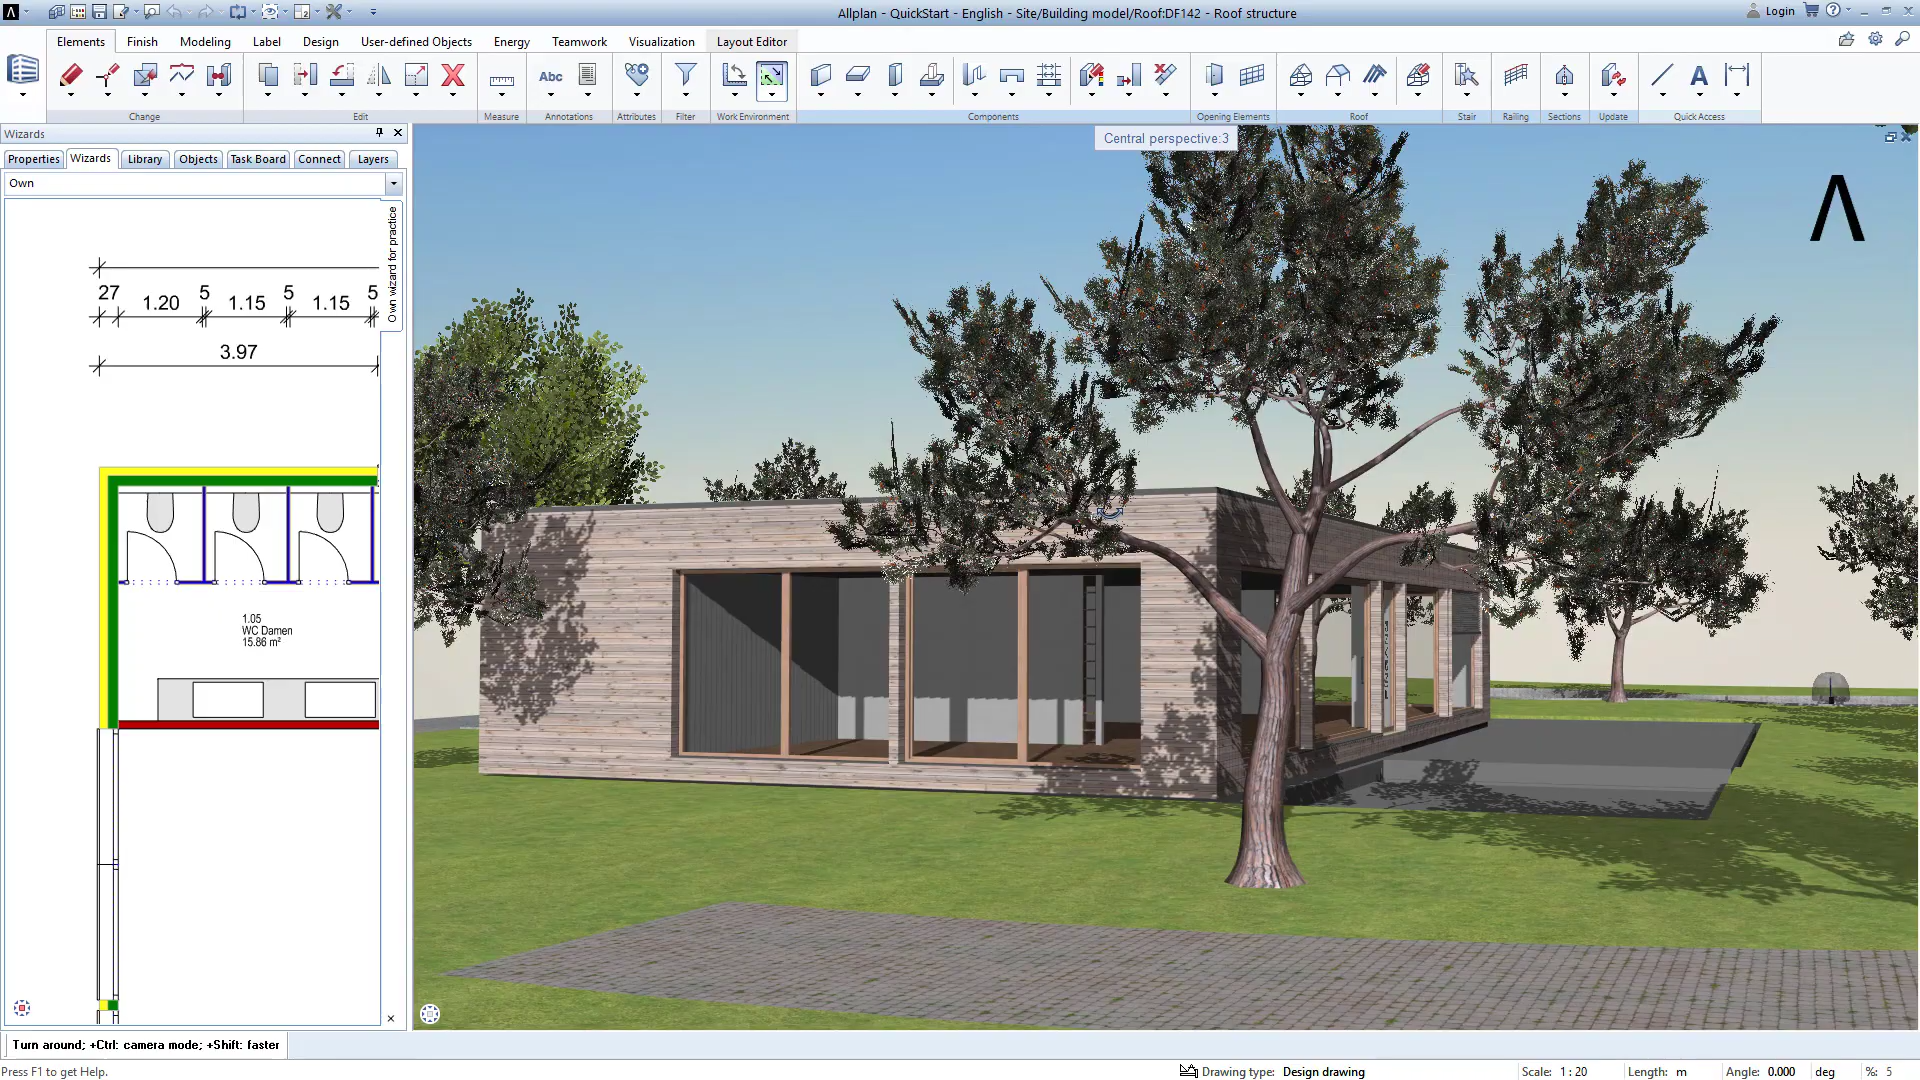 Allplan - QuickStart - English - Site/Building model/Roof:DF142 - Roof structure
Login
Elements Finish Modeling Label Design User-defined Objects Energy Teamwork Visualization Layout Editor
Abc
A
Change Edit Measure Annotations Attributes Filter Work Environment Components Opening Elements Roof Stair Railing Sections Update Quick Access
Wizards
Central perspective:3
Properties Wizards Library Objects Task Board Connect Layers
Own
Own wizard for practice
27 1.20 5 1.15 5 1.15 5
3.97
1.05
WC Damen
15.86 m²
Turn around; +Ctrl: camera mode; +Shift: faster
Press F1 to get Help.
Drawing type: Design drawing
Scale: 1 : 20 Length: m Angle: 0.000 deg %: 5